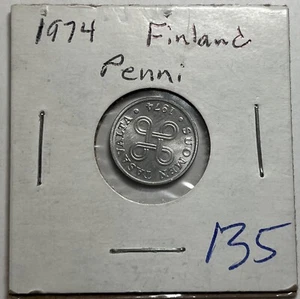 1974 Finland
Penni
1974 • SUOMEN TASAVALTA •
135